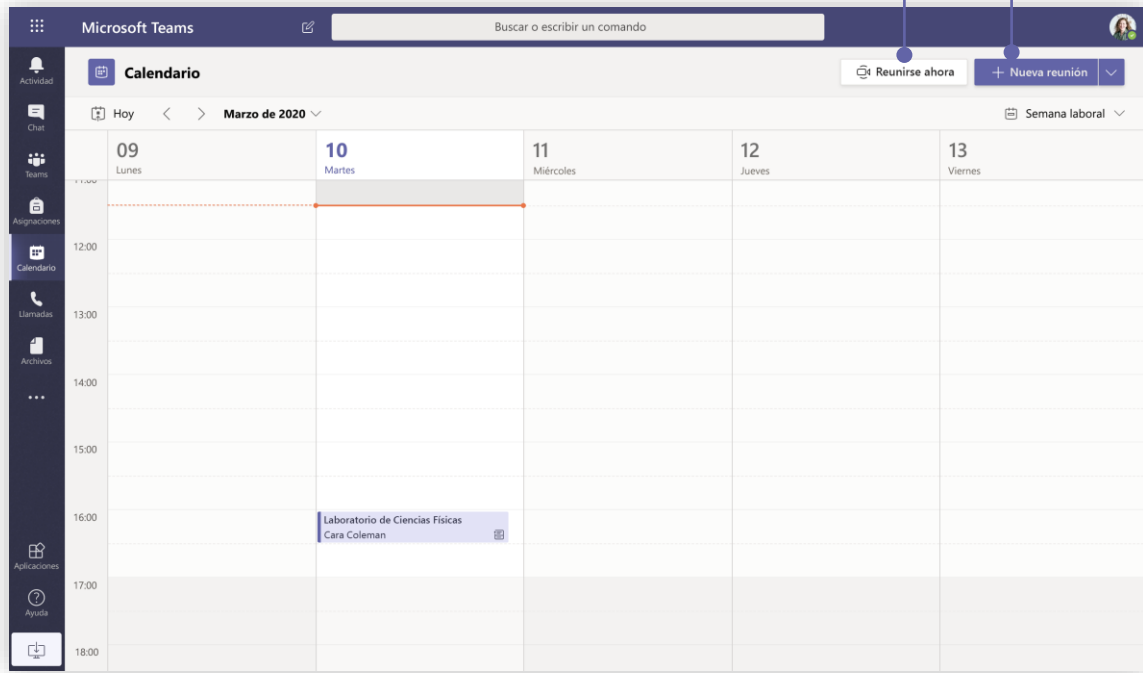 Microsoft Teams
Buscar o escribir un comando
Actividad
Chat
Teams
Asignaciones
Calendario
Llamadas
Archivos
Aplicaciones
Ayuda
Calendario
Reunirse ahora
Nueva reunión
Hoy
Marzo de 2020
Semana laboral
09
Lunes
10
Martes
11
Miércoles
12
Jueves
13
Viernes
11:00
12:00
13:00
14:00
15:00
16:00
Laboratorio de Ciencias Físicas
Cara Coleman
17:00
18:00